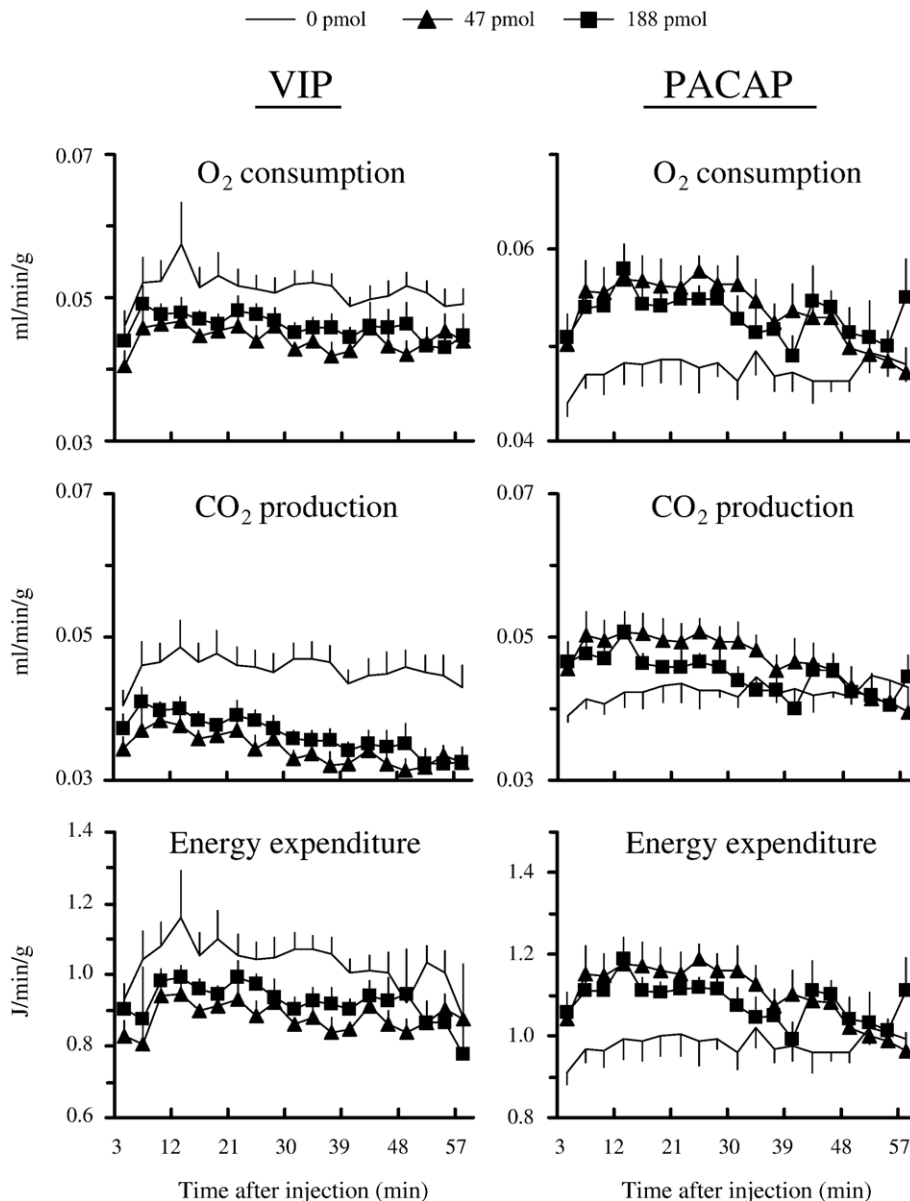 0 pmol 47 pmol 188 pmol
VIP PACAP
O2 consumption O2 consumption
0.07
0.05
0.03
ml/min/g
0.06
0.04
CO2 production CO2 production
0.07
0.05
0.03
ml/min/g
0.07
0.05
0.03
Energy expenditure Energy expenditure
1.4
1.2
1.0
0.8
0.6
J/min/g
1.4
1.2
1.0
0.8
3 12 21 30 39 48 57 3 12 21 30 39 48 57
Time after injection (min) Time after injection (min)